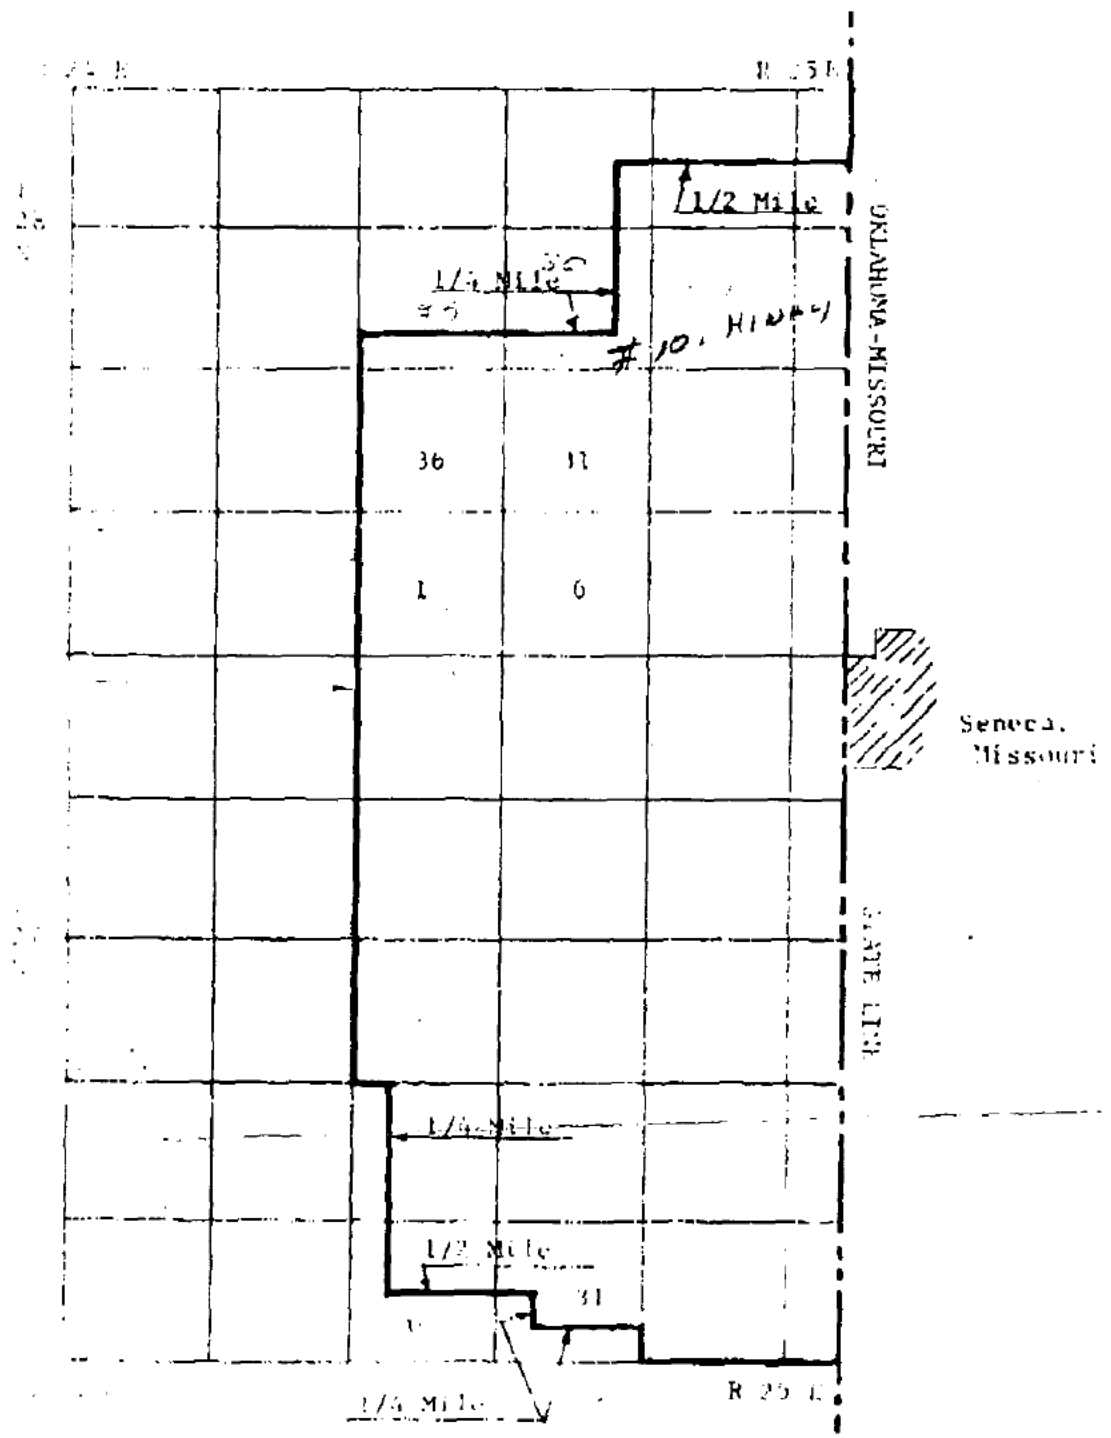 R 25 E
1/2 Mile
1/4 Mile
# 10. HINKY
OKLAHOMA-MISSOURI
36
31
1
6
Seneca,
Missouri
STATE LINE
1/4 Mile
1/2 Mile
31
R 25 E
1/4 Mile